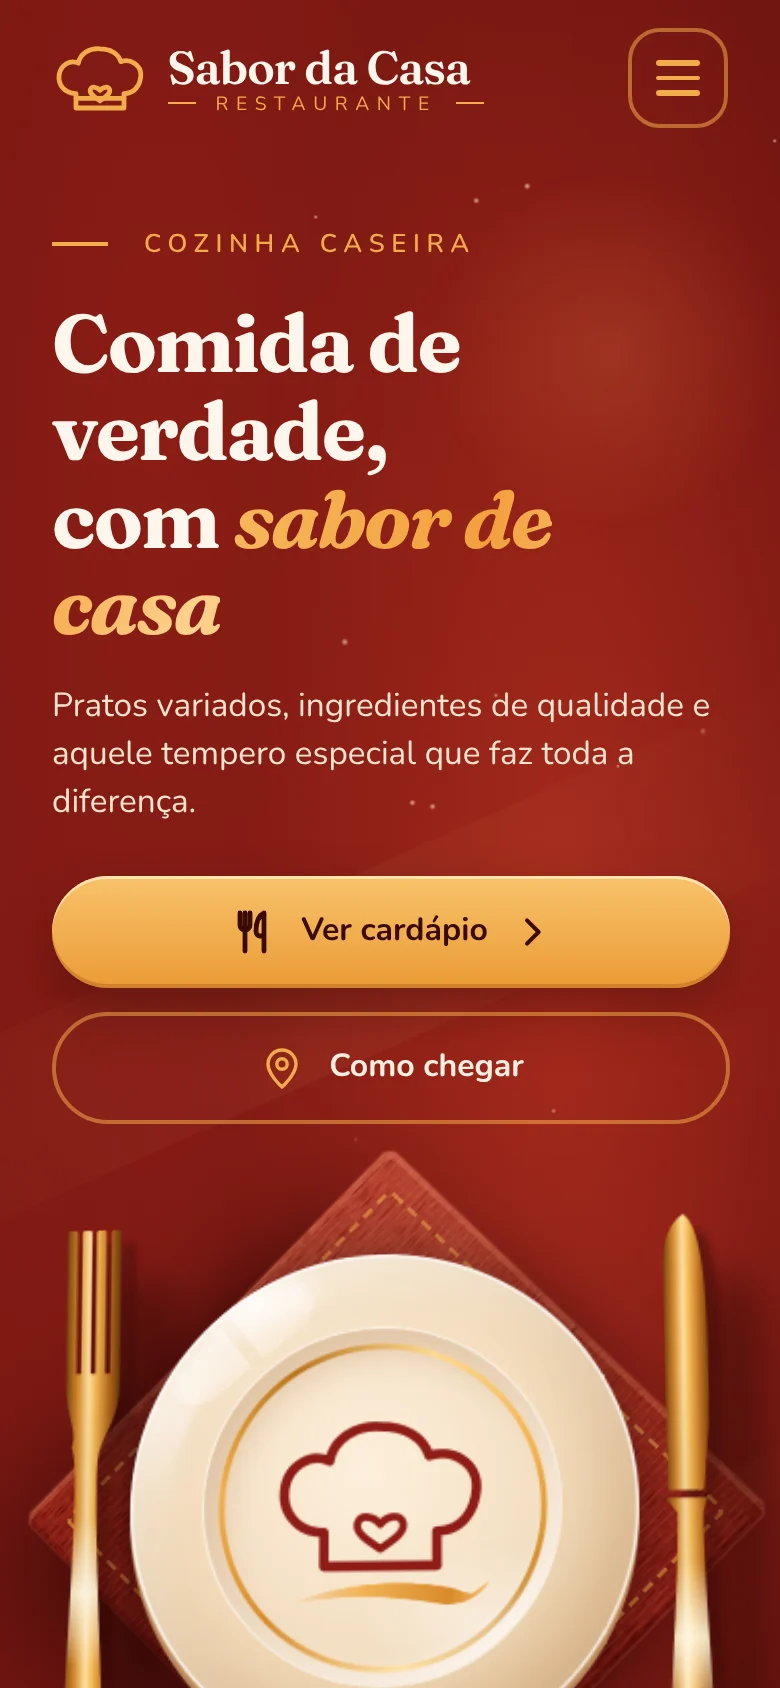 Sabor da Casa
RESTAURANTE
COZINHA CASEIRA
Comida de
verdade,
com sabor de
casa
Pratos variados, ingredientes de qualidade e
aquele tempero especial que faz toda a
diferença.
Ver cardápio
Como chegar